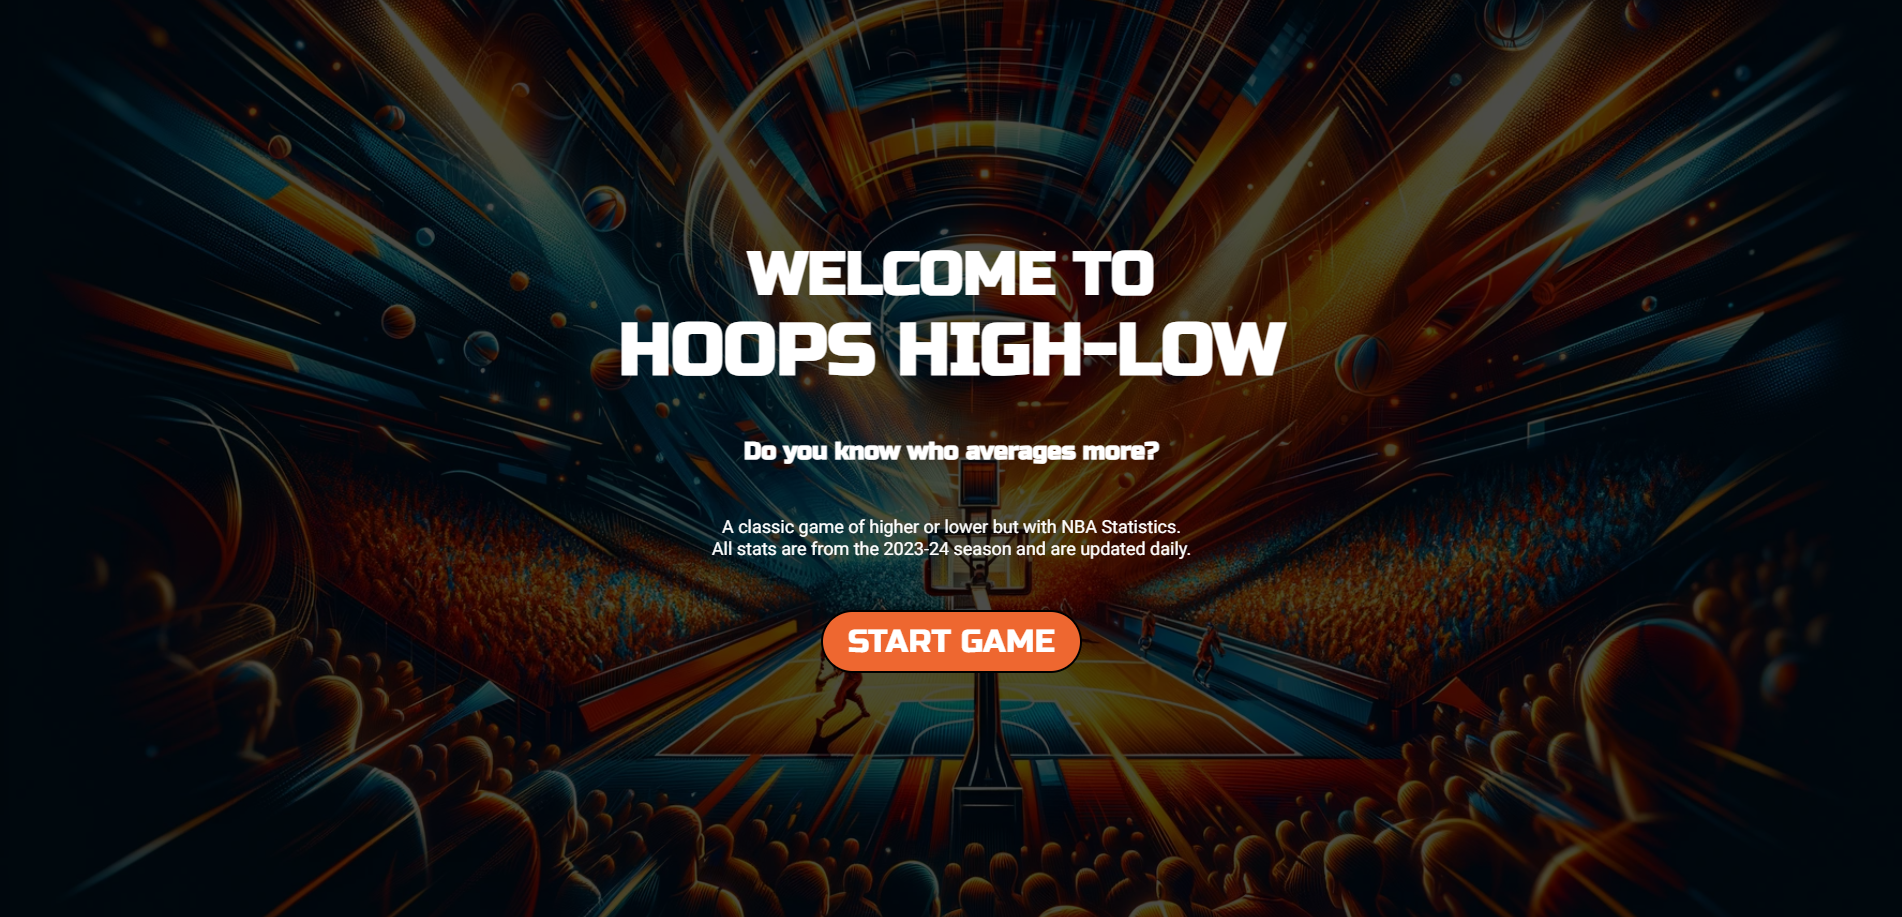 WELCOME TO
HOOPS HIGH-LOW
Do you know who averages more?
A classic game of higher or lower but with NBA Statistics.
All stats are from the 2023-24 season and are updated daily.
START GAME